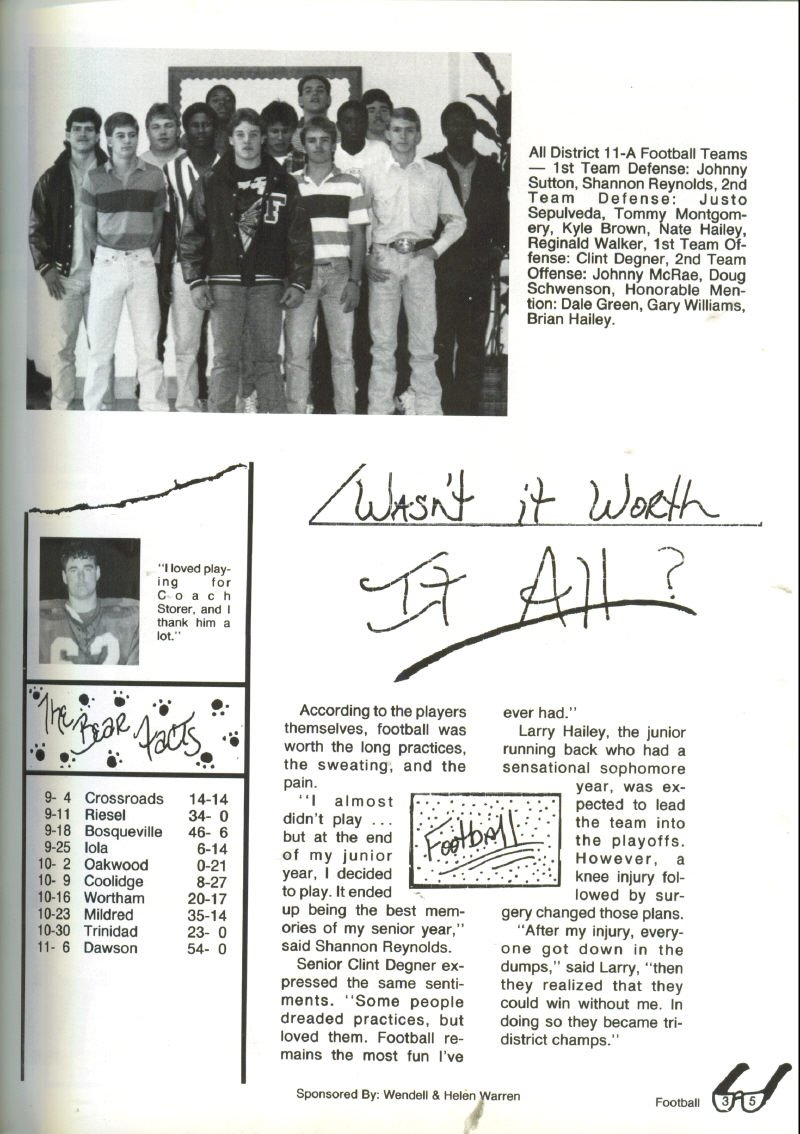 All District 11-A Football Teams
— 1st Team Defense: Johnny
Sutton, Shannon Reynolds, 2nd
Team Defense: Justo
Sepulveda, Tommy Montgom-
ery, Kyle Brown, Nate Hailey,
Reginald Walker, 1st Team Of-
fense: Clint Degner, 2nd Team
Offense: Johnny McRae, Doug
Schwenson, Honorable Men-
tion: Dale Green, Gary Williams,
Brian Hailey.
F
Wasn't it Worth
It All?
"I loved play-
ing for
Coach
Storer, and I
thank him a
lot."
The Bear Facts
9- 4 Crossroads 14-14
9-11 Riesel 34- 0
9-18 Bosqueville 46- 6
9-25 Iola 6-14
10- 2 Oakwood 0-21
10- 9 Coolidge 8-27
10-16 Wortham 20-17
10-23 Mildred 35-14
10-30 Trinidad 23- 0
11- 6 Dawson 54- 0
According to the players
themselves, football was
worth the long practices,
the sweating, and the
pain.
"I almost
didn't play ...
but at the end
of my junior
year, I decided
to play. It ended
up being the best mem-
ories of my senior year,"
said Shannon Reynolds.
Senior Clint Degner ex-
pressed the same senti-
ments. "Some people
dreaded practices, but
loved them. Football re-
mains the most fun I've
Football
ever had."
Larry Hailey, the junior
running back who had a
sensational sophomore
year, was ex-
pected to lead
the team into
the playoffs.
However, a
knee injury fol-
lowed by sur-
gery changed those plans.
"After my injury, every-
one got down in the
dumps," said Larry, "then
they realized that they
could win without me. In
doing so they became tri-
district champs."
Sponsored By: Wendell & Helen Warren
Football 35